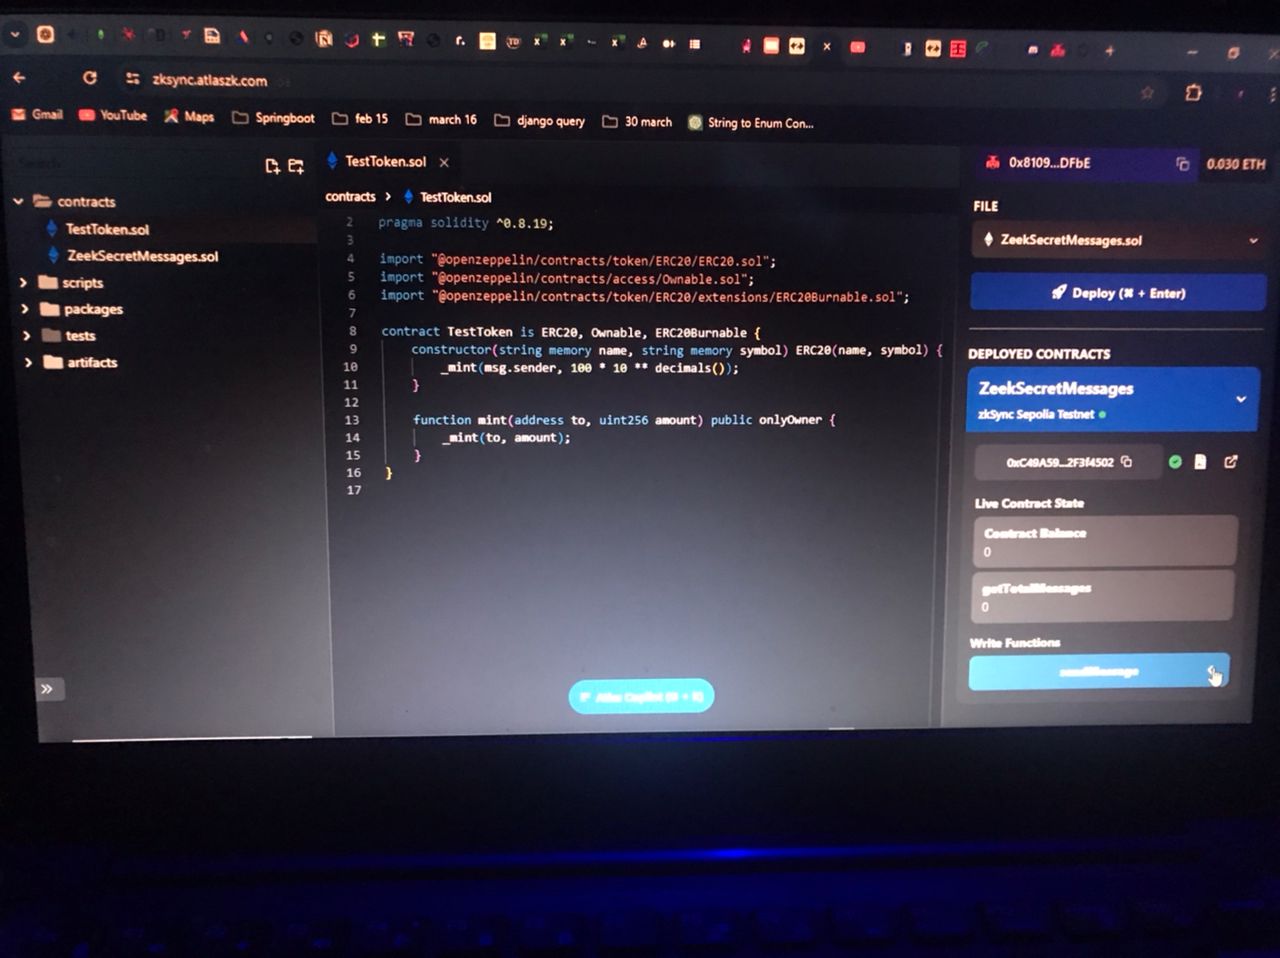 zksync.atlaszk.com
Gmail YouTube Maps Springboot feb 15 march 16 django query 30 march String to Enum Con...
Search
contracts
TestToken.sol
ZeekSecretMessages.sol
scripts
packages
tests
artifacts
TestToken.sol
contracts > TestToken.sol
2 pragma solidity ^0.8.19;
3
4 import "@openzeppelin/contracts/token/ERC20/ERC20.sol";
5 import "@openzeppelin/contracts/access/Ownable.sol";
6 import "@openzeppelin/contracts/token/ERC20/extensions/ERC20Burnable.sol";
7
8 contract TestToken is ERC20, Ownable, ERC20Burnable {
9 constructor(string memory name, string memory symbol) ERC20(name, symbol) {
10 _mint(msg.sender, 100 * 10 ** decimals());
11 }
12
13 function mint(address to, uint256 amount) public onlyOwner {
14 _mint(to, amount);
15 }
16 }
17
0x8109...DFbE 0.030 ETH
FILE
ZeekSecretMessages.sol
Deploy (⌘ + Enter)
DEPLOYED CONTRACTS
ZeekSecretMessages
zkSync Sepolia Testnet
0xC49A59...2F3f4502
Live Contract State
Contract Balance
0
getTotalMessages
0
Write Functions
sendMessage